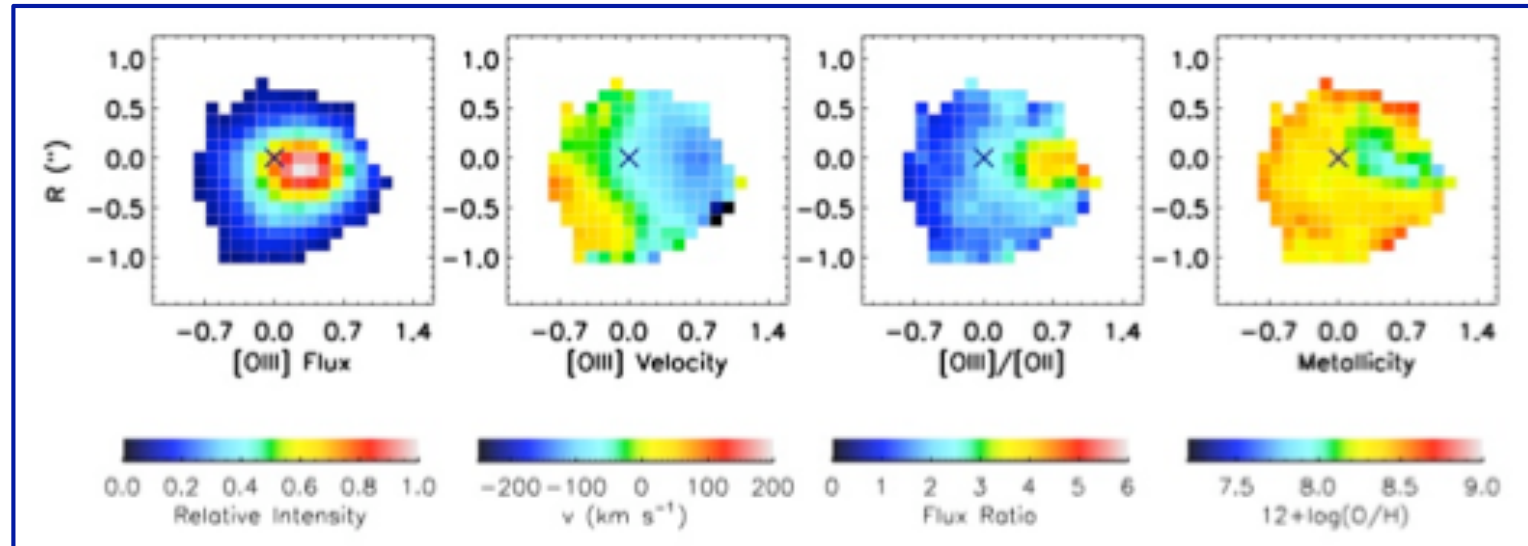 1.0 1.0 1.0 1.0
0.5 0.5 0.5 0.5
R (") 0.0 0.0 0.0 0.0
−0.5 −0.5 −0.5 −0.5
−1.0 −1.0 −1.0 −1.0
−0.7 0.0 0.7 1.4 −0.7 0.0 0.7 1.4 −0.7 0.0 0.7 1.4 −0.7 0.0 0.7 1.4
[OIII] Flux [OIII] Velocity [OIII]/[OII] Metallicity
0.0 0.2 0.4 0.6 0.8 1.0 −200 −100 0 100 200 0 1 2 3 4 5 6 7.5 8.0 8.5 9.0
Relative Intensity v (km s⁻¹) Flux Ratio 12+log(O/H)